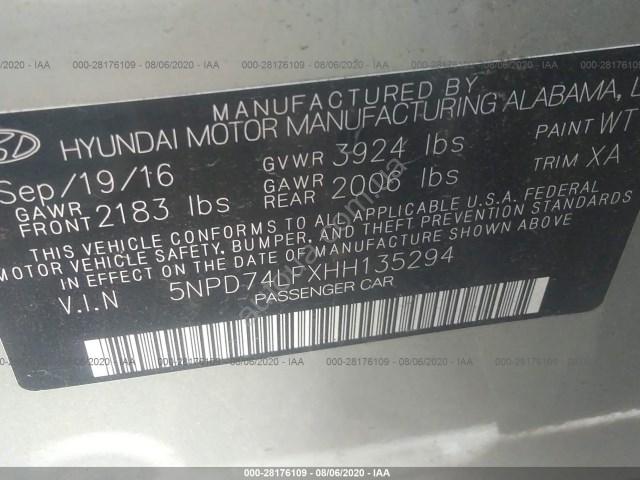 000-28176109 - 08/06/2020 - IAA
MANUFACTURED BY
HYUNDAI MOTOR MANUFACTURING ALABAMA, L
Sep/19/16
GVWR 3924 lbs
PAINT WT
GAWR FRONT 2183 lbs
GAWR REAR 2006 lbs
TRIM XA
THIS VEHICLE CONFORMS TO ALL APPLICABLE FEDERAL
MOTOR VEHICLE SAFETY, BUMPER, AND THEFT PREVENTION STANDARDS
IN EFFECT ON THE DATE OF MANUFACTURE SHOWN ABOVE.
V.I.N 5NPD74LFXHH135294
PASSENGER CAR
000-28176109 - 08/06/2020 - IAA